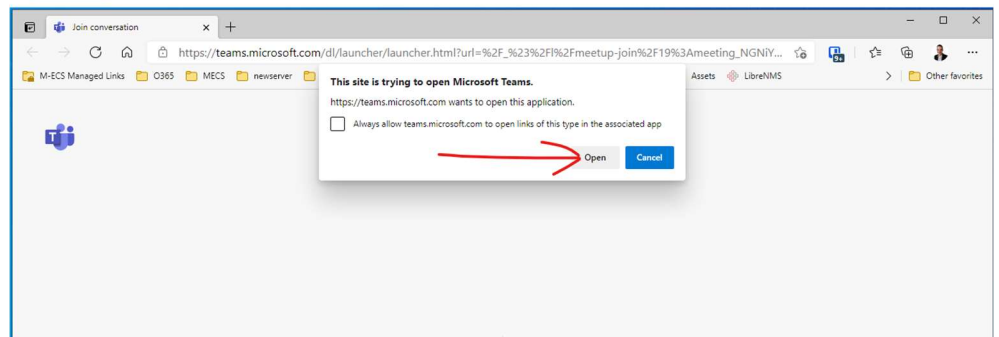 Join conversation
https://teams.microsoft.com/dl/launcher/launcher.html?url=%2F_%23%2Fl%2Fmeetup-join%2F19%3Ameeting_NGNiY...
9+
M-ECS Managed Links O365 MECS newserver Assets LibreNMS Other favorites
This site is trying to open Microsoft Teams.
https://teams.microsoft.com wants to open this application.
Always allow teams.microsoft.com to open links of this type in the associated app
Open Cancel
T